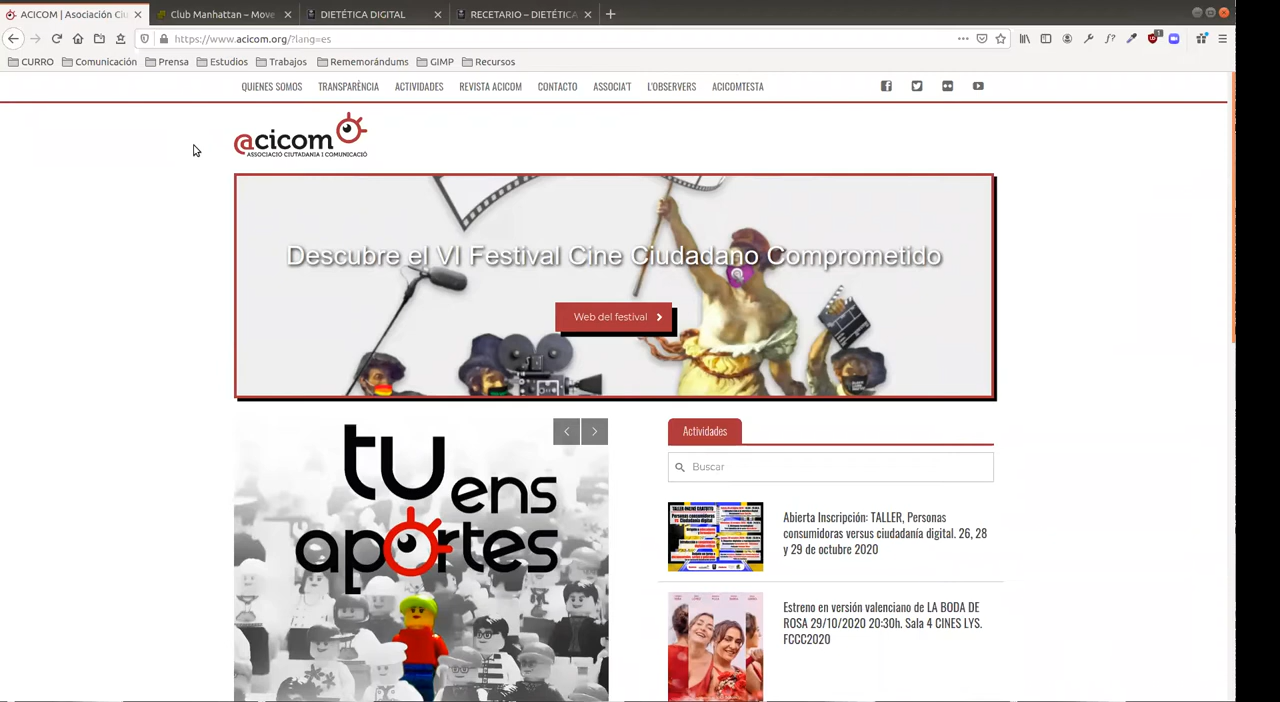 ACICOM | Asociación Ciu
Club Manhattan – Move
DIETÉTICA DIGITAL
RECETARIO – DIETÉTICA
https://www.acicom.org/?lang=es
CURRO
Comunicación
Prensa
Estudios
Trabajos
Rememorándums
GIMP
Recursos
QUIENES SOMOS
TRANSPARÈNCIA
ACTIVIDADES
REVISTA ACICOM
CONTACTO
ASSOCIA'T
L'OBSERVERS
ACICOMTESTA
@cicom
ASSOCIACIÓ CIUTADANIA I COMUNICACIÓ
Descubre el VI Festival Cine Ciudadano Comprometido
Web del festival
tu ens
aportes
Actividades
Buscar
Abierta Inscripción: TALLER, Personas
consumidoras versus ciudadanía digital. 26, 28
y 29 de octubre 2020
Estreno en versión valenciano de LA BODA DE
ROSA 29/10/2020 20:30h. Sala 4 CINES LYS.
FCCC2020